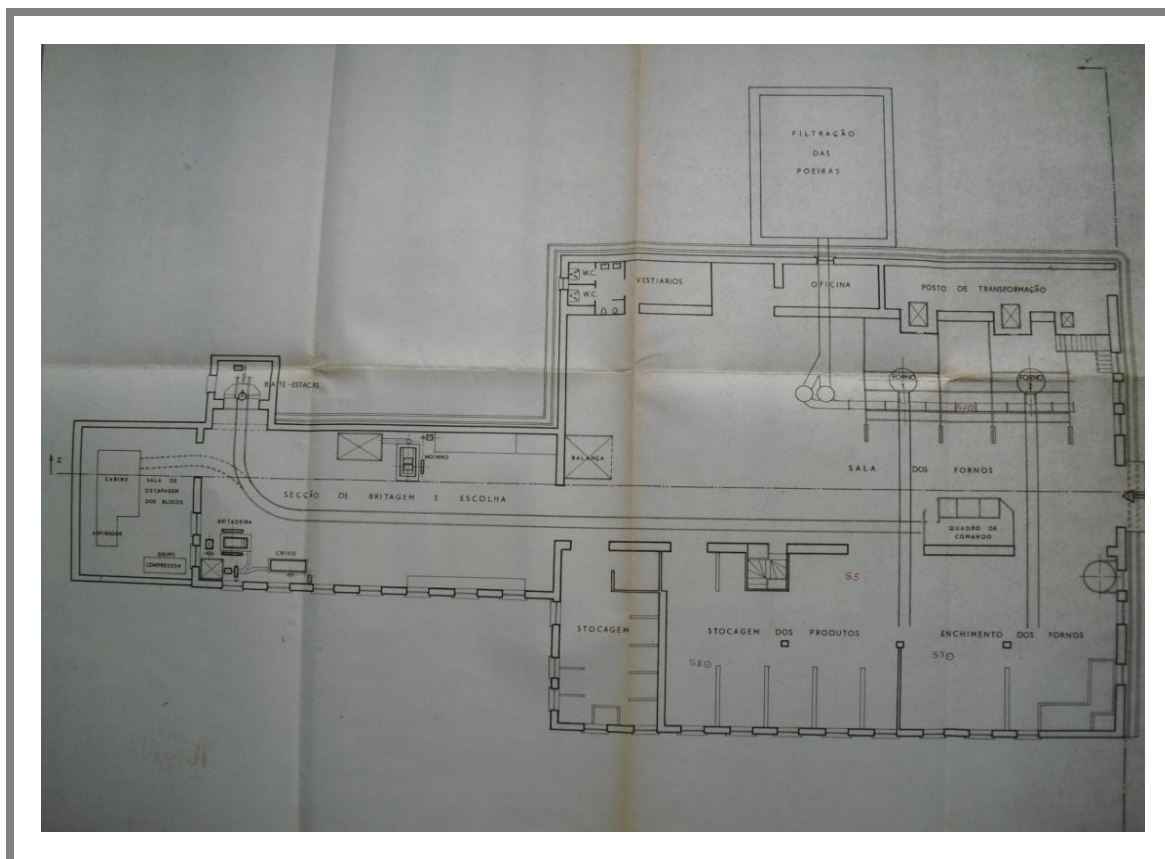 Y'
FILTRAÇÃO
DAS
POEIRAS
W.C.
W.C.
VESTIARIOS
OFICINA
POSTO DE TRANSFORMAÇÃO
BATE-ESTACAS
FORNO
1
FORNO
2
MOINHO
BALANÇA
SALA DOS FORNOS
Z
CABINE
SALA DE
DECAPAGEM
DOS BLOCOS
SECÇÃO DE BRITAGEM E ESCOLHA
ASPIRADOR
BRITADEIRA
QUADRO DE
COMANDO
GRUPO
COMPRESSOR
CRIVO
55
STOCAGEM
STOCAGEM DOS PRODUTOS
ENCHIMENTO DOS FORNOS